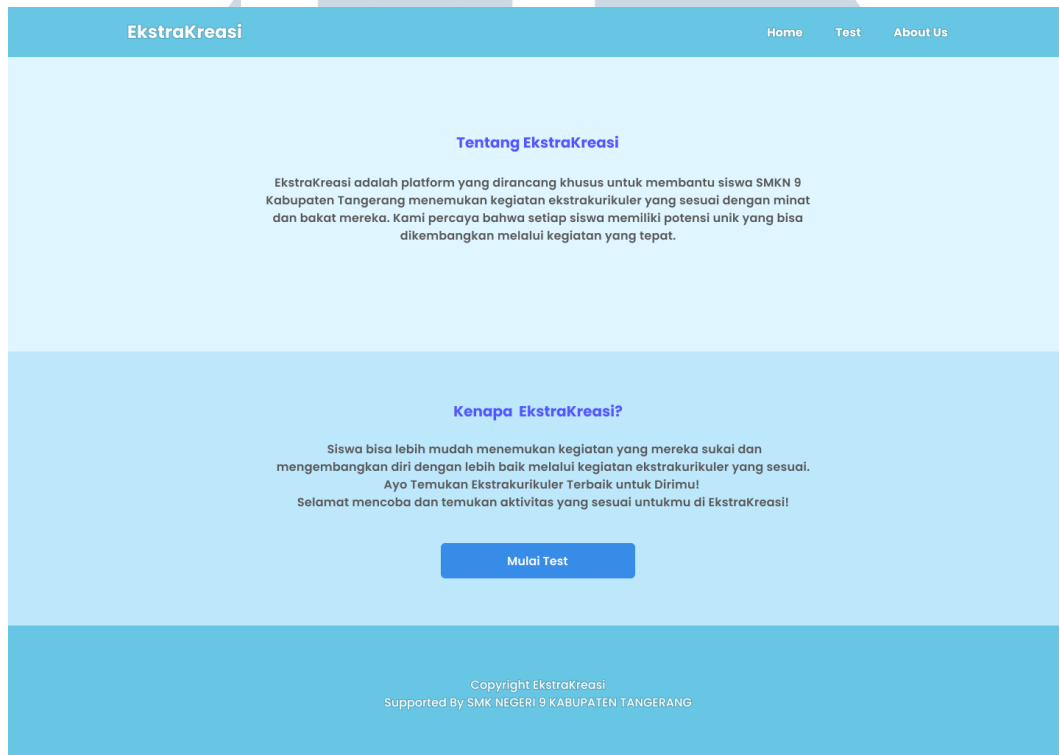 EkstraKreasi
Home Test About Us
Tentang EkstraKreasi
EkstraKreasi adalah platform yang dirancang khusus untuk membantu siswa SMKN 9
Kabupaten Tangerang menemukan kegiatan ekstrakurikuler yang sesuai dengan minat
dan bakat mereka. Kami percaya bahwa setiap siswa memiliki potensi unik yang bisa
dikembangkan melalui kegiatan yang tepat.
Kenapa EkstraKreasi?
Siswa bisa lebih mudah menemukan kegiatan yang mereka sukai dan
mengembangkan diri dengan lebih baik melalui kegiatan ekstrakurikuler yang sesuai.
Ayo Temukan Ekstrakurikuler Terbaik untuk Dirimu!
Selamat mencoba dan temukan aktivitas yang sesuai untukmu di EkstraKreasi!
Mulai Test
Copyright EkstraKreasi
Supported By SMK NEGERI 9 KABUPATEN TANGERANG